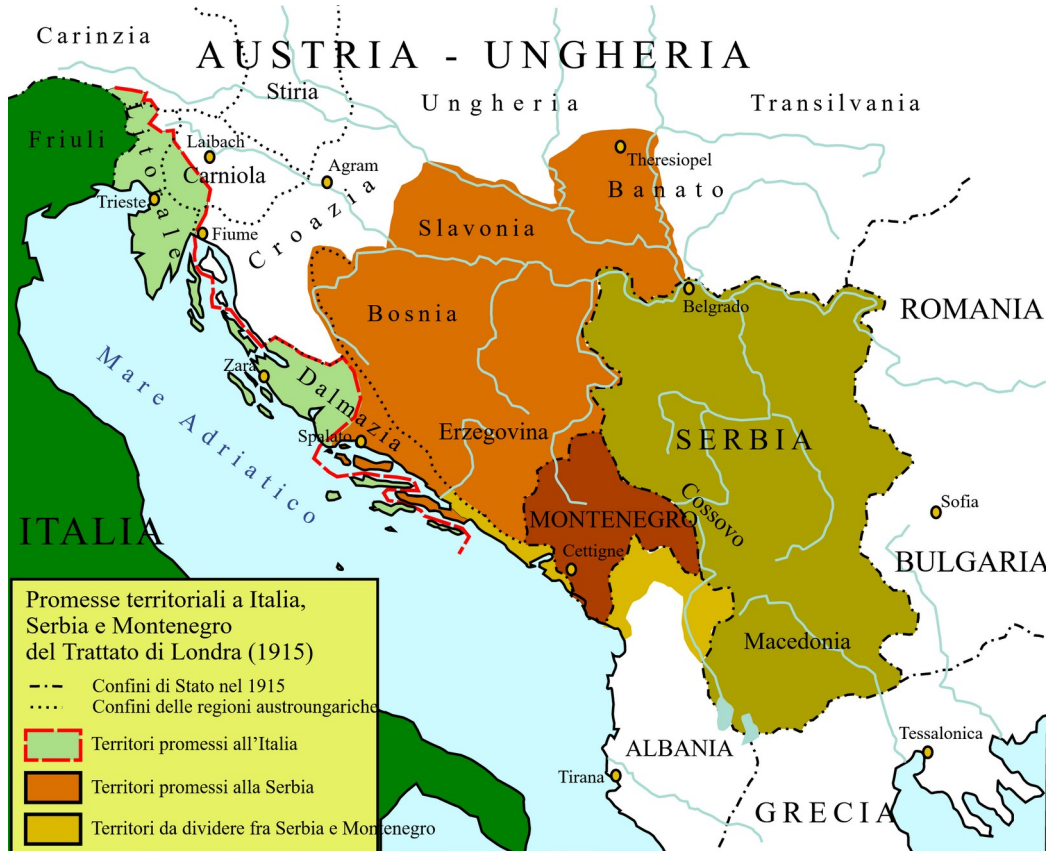 Carinzia
AUSTRIA - UNGHERIA
Stiria
Ungheria
Transilvania
Friuli
Litorale
Laibach
Carniola
Agram
Theresiopel
Banato
Trieste
Fiume
Croazia
Slavonia
Belgrado
ROMANIA
Bosnia
Zara
Dalmazia
Mare Adriatico
Spalato
Erzegovina
SERBIA
Cossovo
ITALIA
MONTENEGRO
Cettigne
Sofia
BULGARIA
Macedonia
ALBANIA
Tirana
Tessalonica
GRECIA
Promesse territoriali a Italia,
Serbia e Montenegro
del Trattato di Londra (1915)
Confini di Stato nel 1915
Confini delle regioni austroungariche
Territori promessi all'Italia
Territori promessi alla Serbia
Territori da dividere fra Serbia e Montenegro